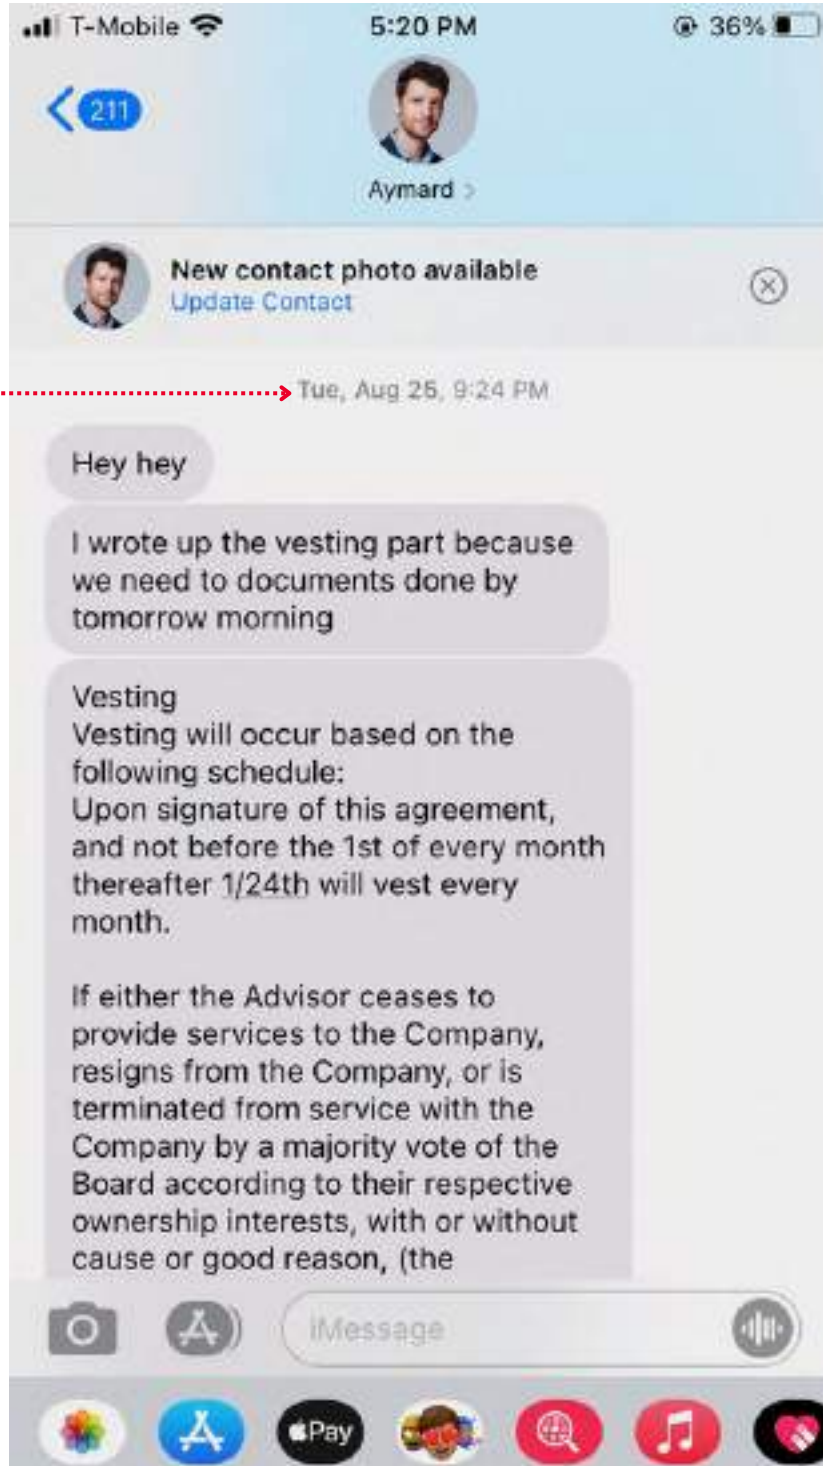 T-Mobile 5:20 PM 36%
211
Aymard >
New contact photo available
Update Contact
Tue, Aug 25, 9:24 PM
Hey hey
I wrote up the vesting part because
we need to documents done by
tomorrow morning
Vesting
Vesting will occur based on the
following schedule:
Upon signature of this agreement,
and not before the 1st of every month
thereafter 1/24th will vest every
month.
If either the Advisor ceases to
provide services to the Company,
resigns from the Company, or is
terminated from service with the
Company by a majority vote of the
Board according to their respective
ownership interests, with or without
cause or good reason, (the
iMessage
Pay